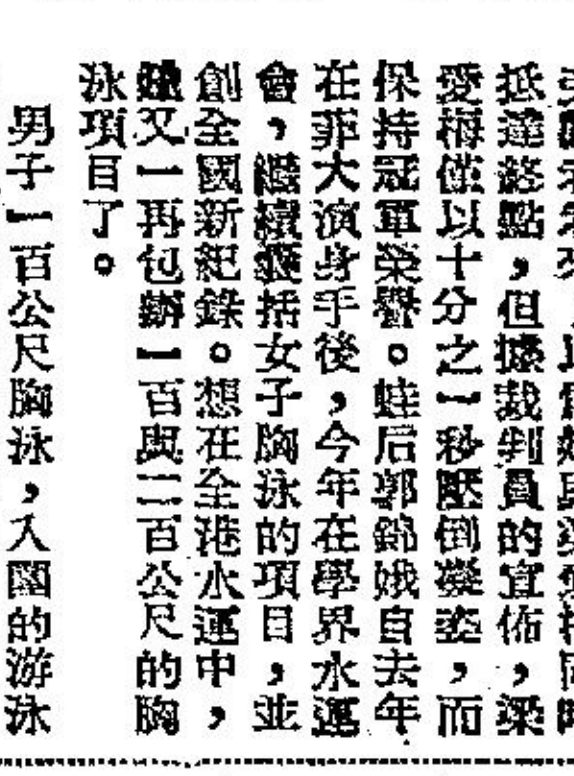 抵達終點，但據裁判員的宣佈，梁
愛梅僅以十分之一秒壓倒凝姿，而
保持冠軍榮譽。蛙后郭錦娥自去年
在菲大演身手後，今年在學界水運
會，繼續獲括女子胸泳的項目，並
創全國新紀錄。想在全港水運中，
她又一再包辦一百與二百公尺的胸
泳項目了。
男子一百公尺胸泳，入圍的游泳